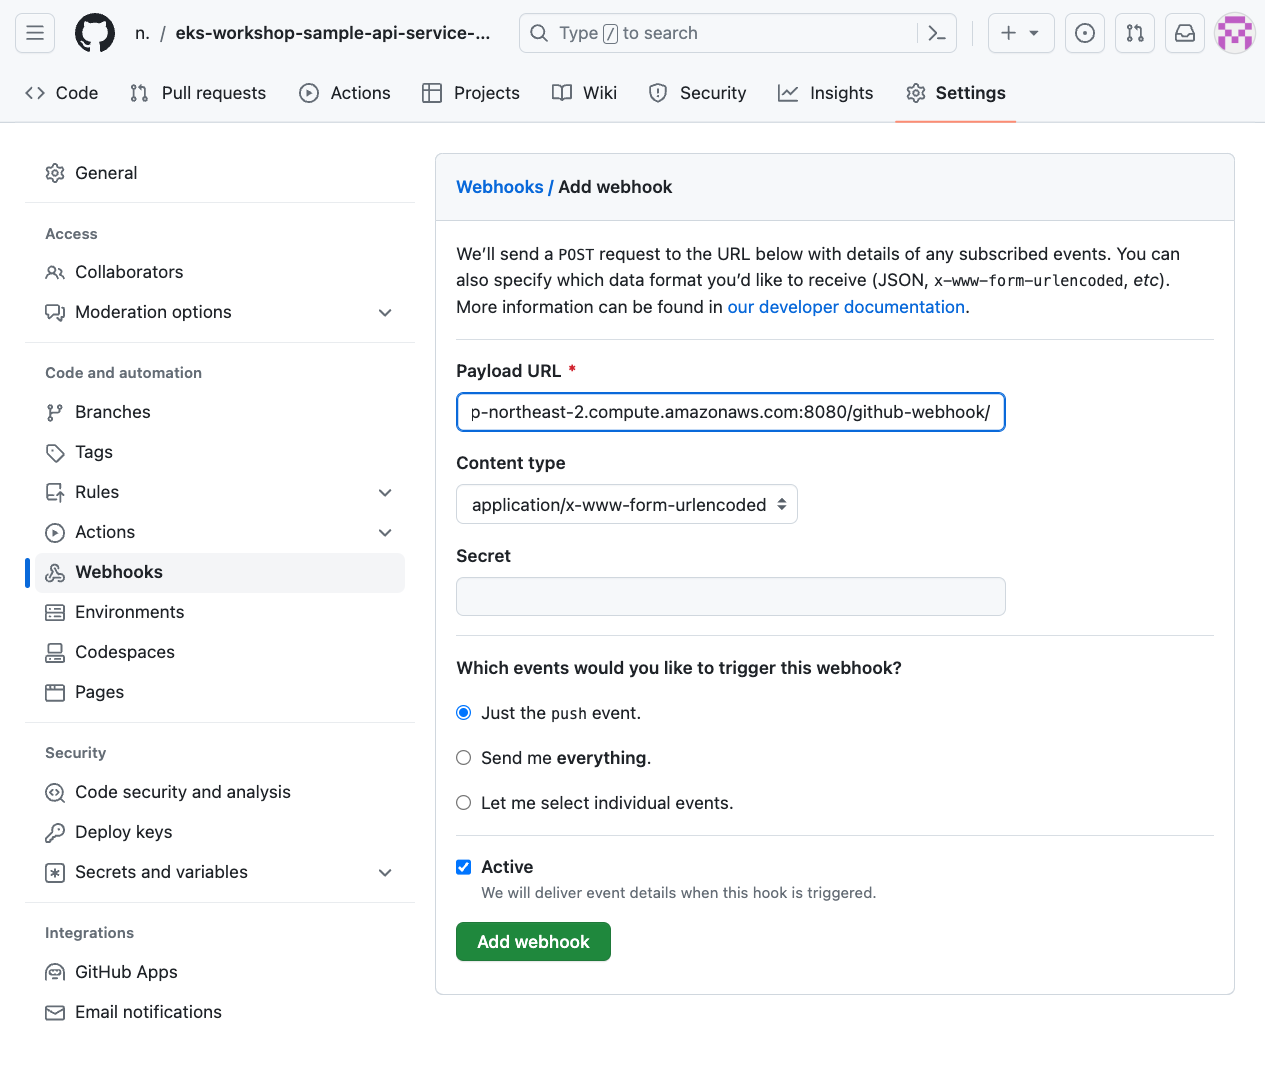 n. / eks-workshop-sample-api-service-...
Type / to search
Code
Pull requests
Actions
Projects
Wiki
Security
Insights
Settings
General
Access
Collaborators
Moderation options
Code and automation
Branches
Tags
Rules
Actions
Webhooks
Environments
Codespaces
Pages
Security
Code security and analysis
Deploy keys
Secrets and variables
Integrations
GitHub Apps
Email notifications
Webhooks / Add webhook
We’ll send a POST request to the URL below with details of any subscribed events. You can
also specify which data format you’d like to receive (JSON, x-www-form-urlencoded, etc).
More information can be found in our developer documentation.
Payload URL *
p-northeast-2.compute.amazonaws.com:8080/github-webhook/
Content type
application/x-www-form-urlencoded
Secret
Which events would you like to trigger this webhook?
Just the push event.
Send me everything.
Let me select individual events.
Active
We will deliver event details when this hook is triggered.
Add webhook